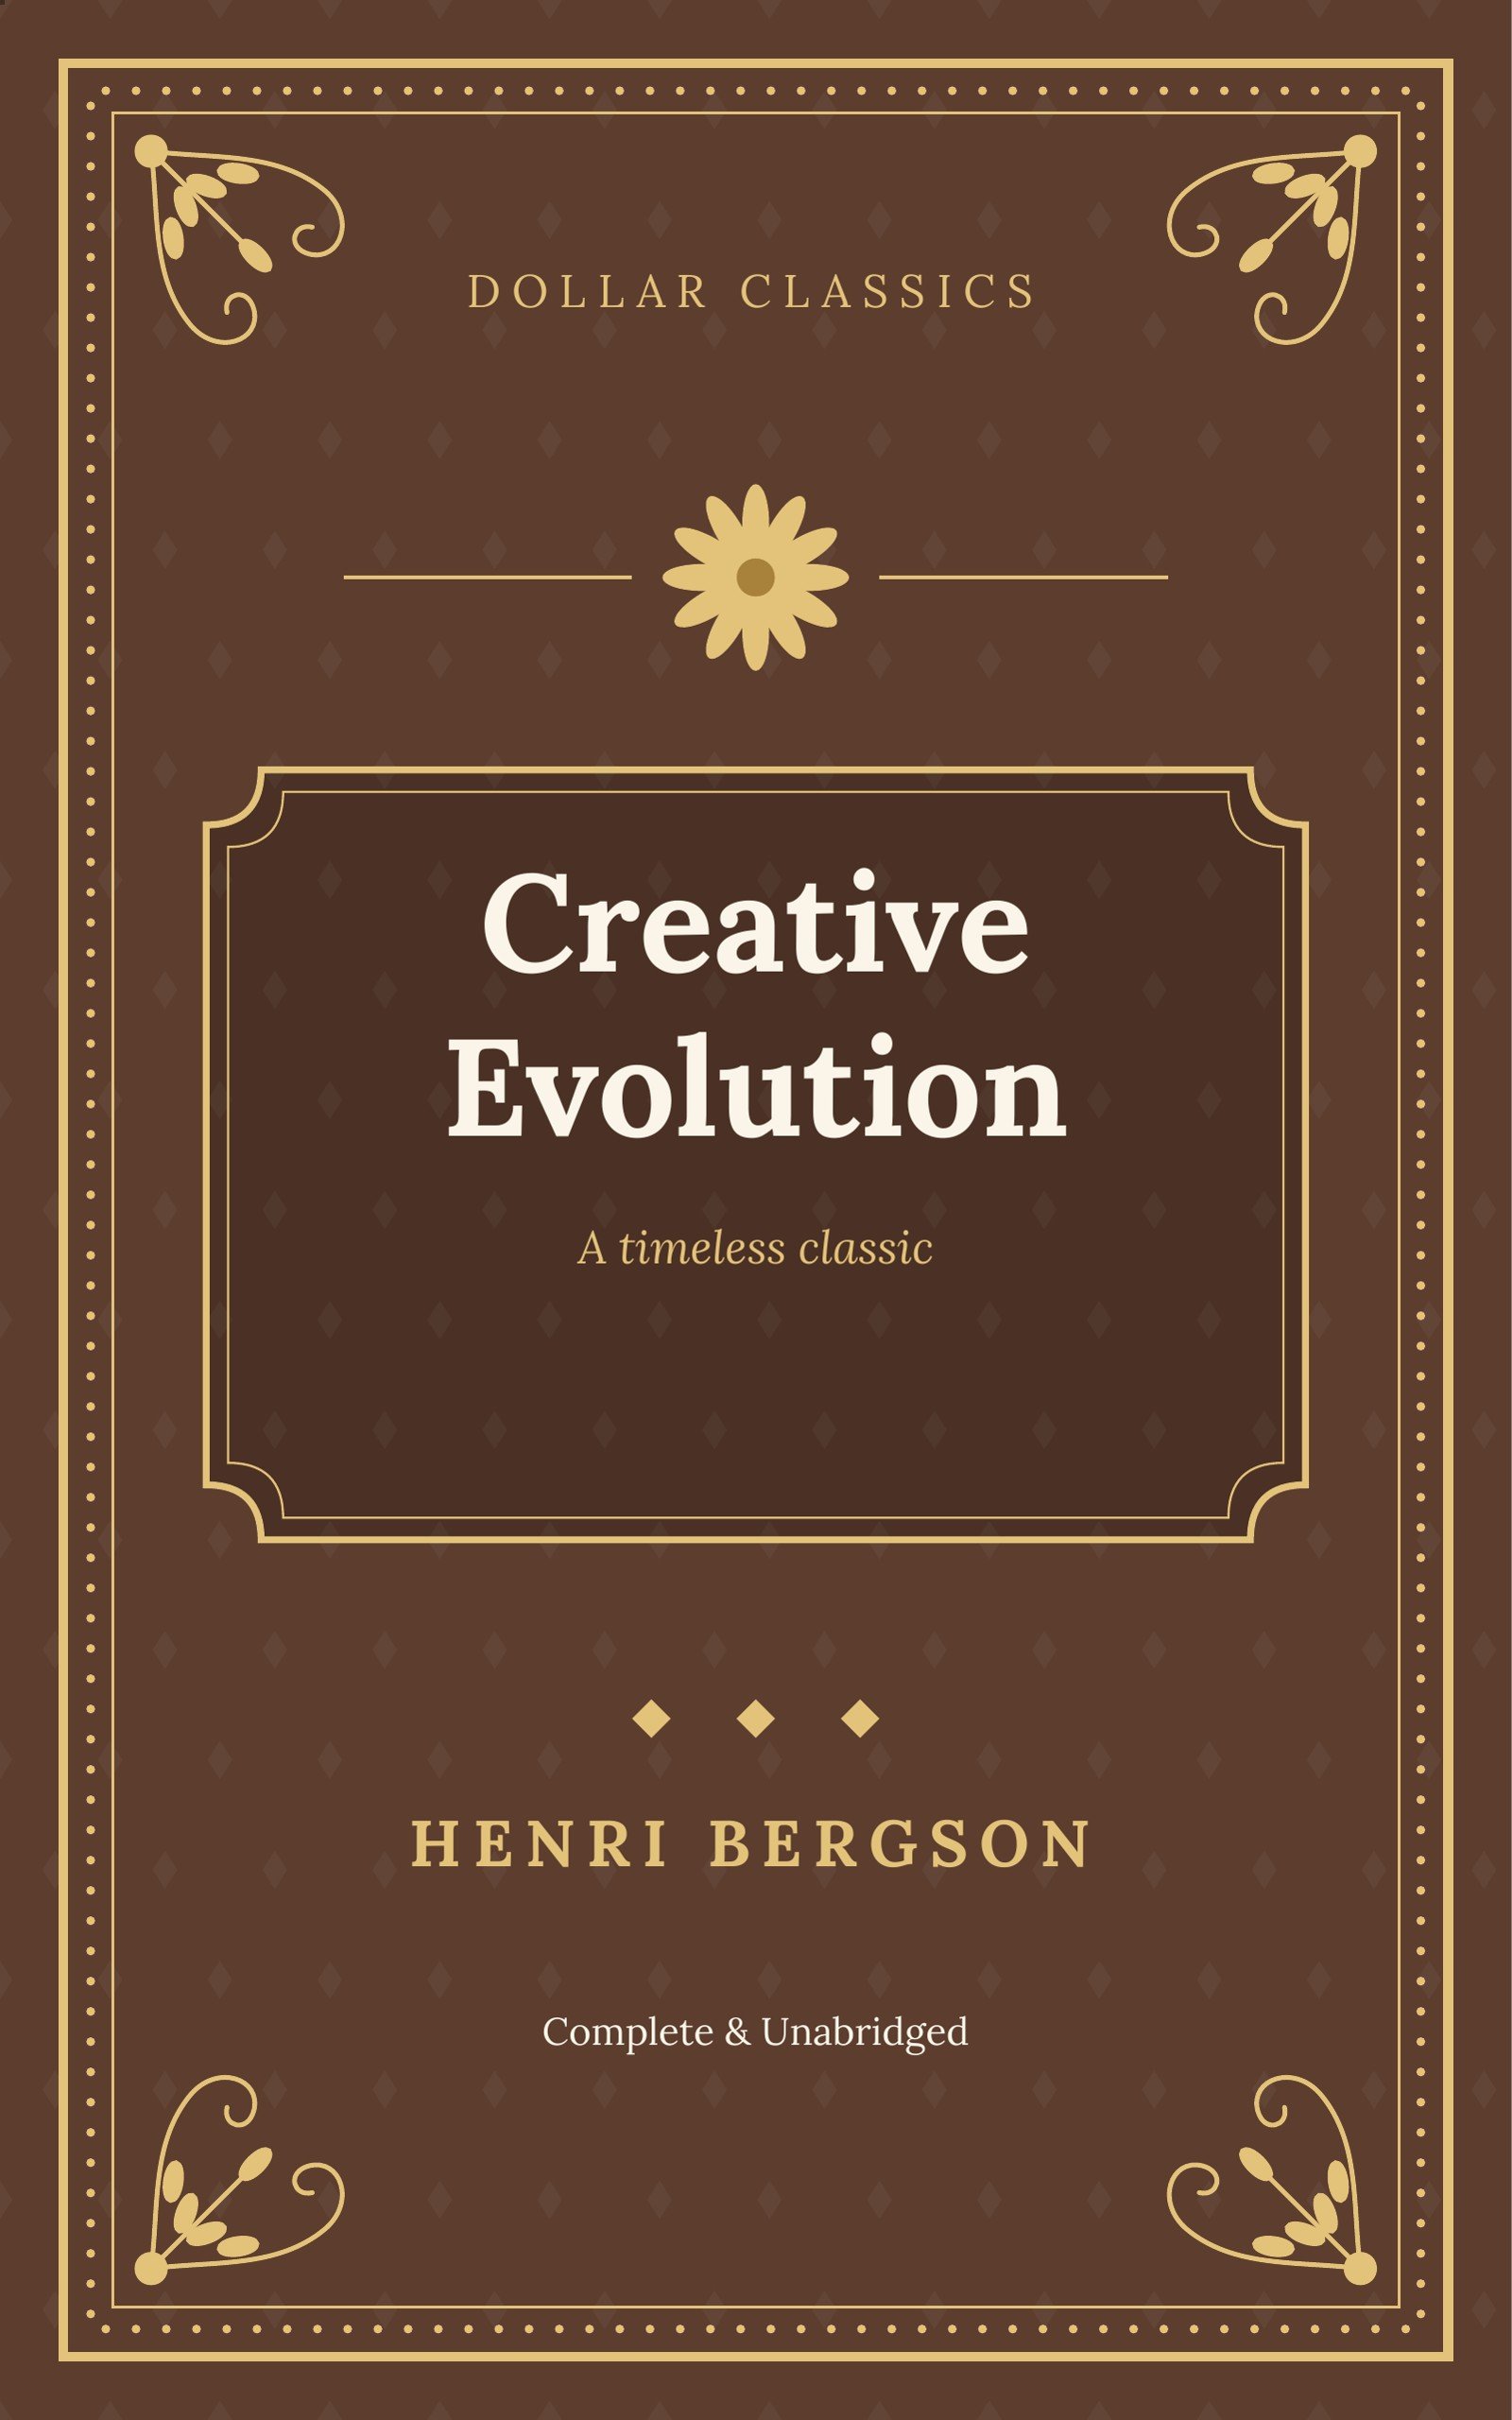 DOLLAR CLASSICS
Creative
Evolution
A timeless classic
HENRI BERGSON
Complete & Unabridged